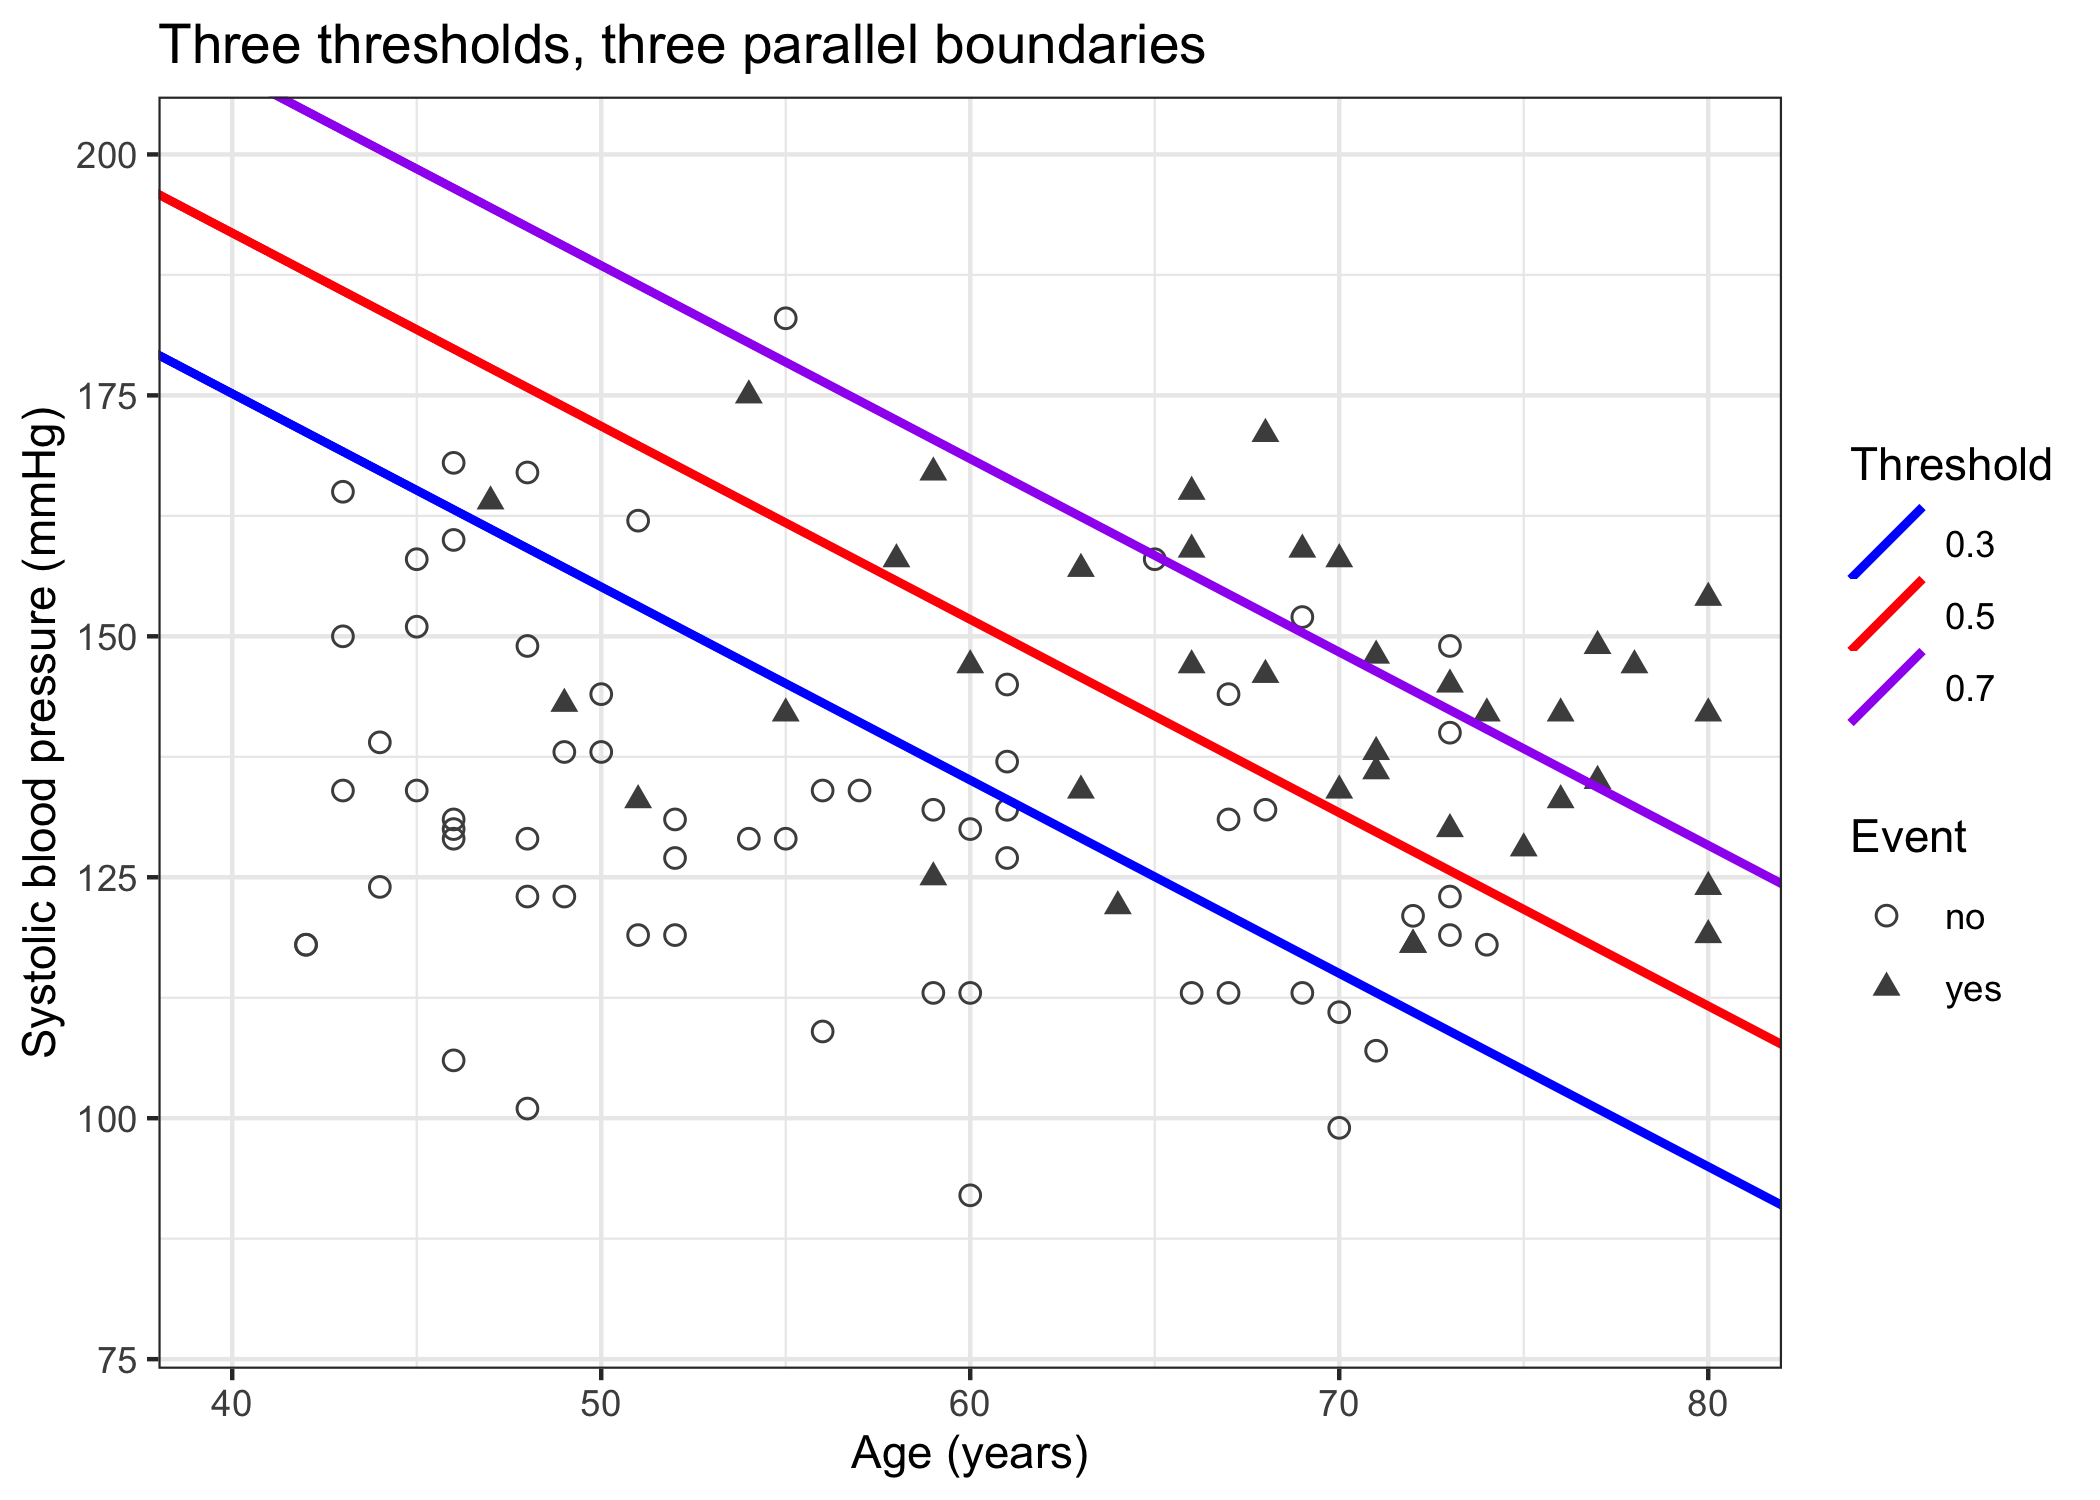 Three thresholds, three parallel boundaries
Systolic blood pressure (mmHg)
200
175
150
125
100
75
40
50
60
70
80
Age (years)
Threshold
0.3
0.5
0.7
Event
no
yes